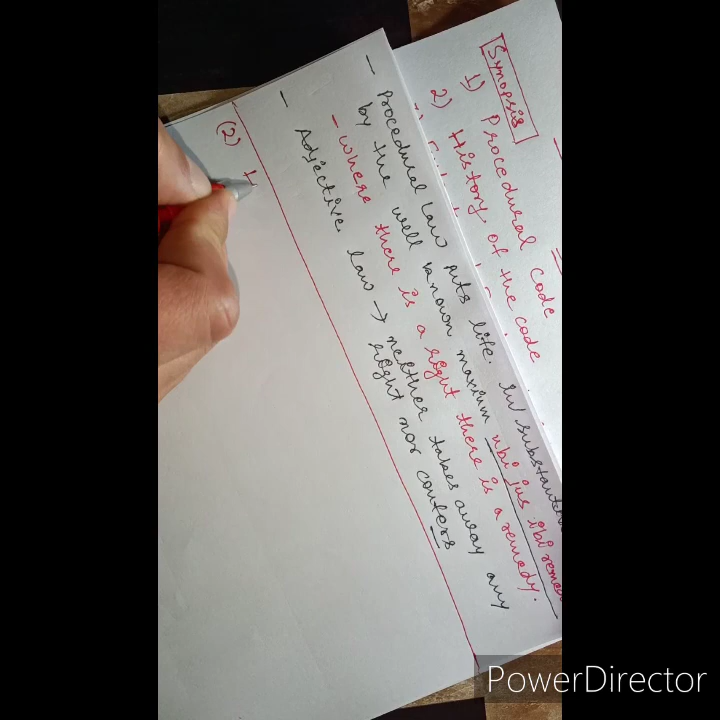 Synopsis
1) Procedural code
2) History of the code
- Procedural law puts life in substantive
by the well known maxim ubi jus ibi
- where there is a right there is a remedy.
- Adjective law → neither takes away any
right nor confers
(2)
PowerDirector